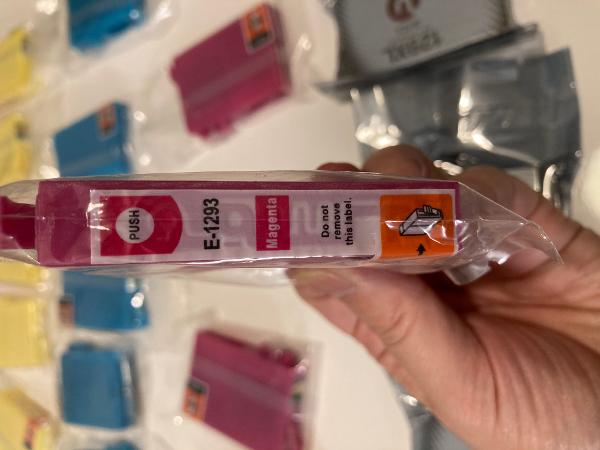 PUSH
E-1293
Magenta
Do not
remove
this label.